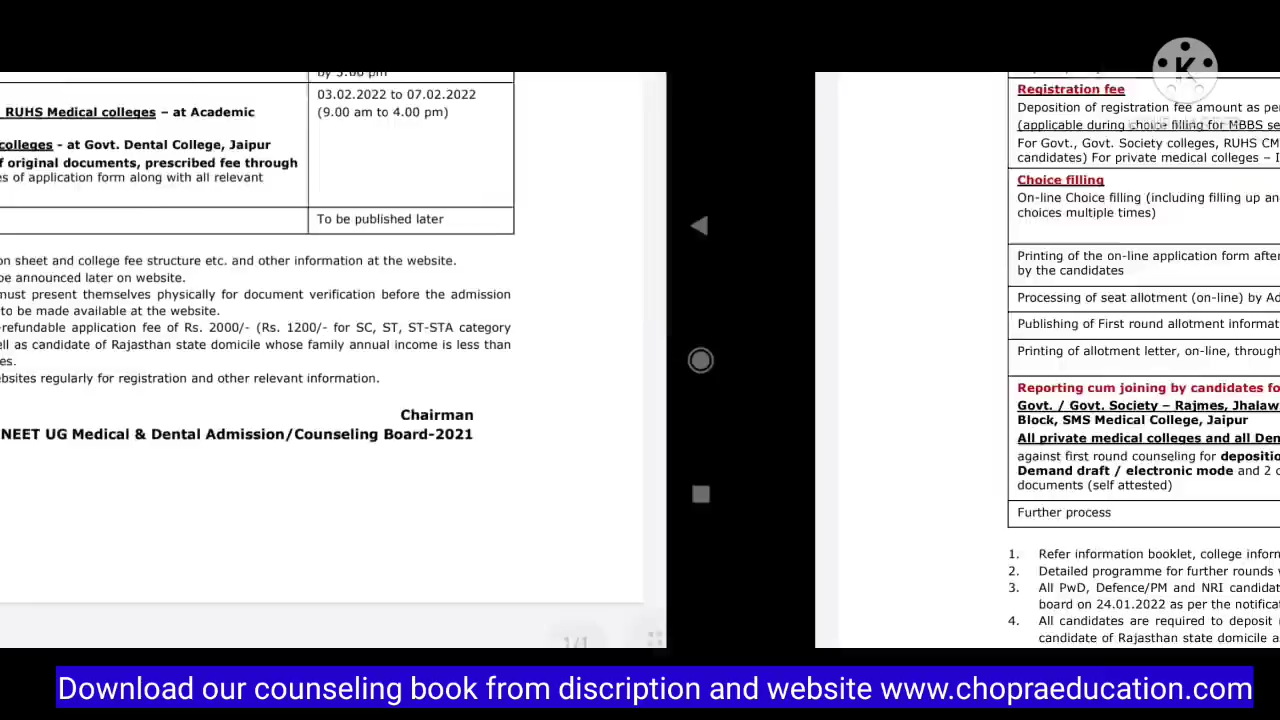 by 5:00 pm
03.02.2022 to 07.02.2022
(9.00 am to 4.00 pm)
RUHS Medical colleges – at Academic
colleges - at Govt. Dental College, Jaipur
f original documents, prescribed fee through
es of application form along with all relevant
To be published later
on sheet and college fee structure etc. and other information at the website.
be announced later on website.
must present themselves physically for document verification before the admission
to be made available at the website.
-refundable application fee of Rs. 2000/- (Rs. 1200/- for SC, ST, ST-STA category
ell as candidate of Rajasthan state domicile whose family annual income is less than
es.
ebsites regularly for registration and other relevant information.
Chairman
NEET UG Medical & Dental Admission/Counseling Board-2021
1/1
K
Registration fee
Deposition of registration fee amount as per
(applicable during choice filling for MBBS se
For Govt., Govt. Society colleges, RUHS CM
candidates) For private medical colleges – I
Choice filling
On-line Choice filling (including filling up an
choices multiple times)
Printing of the on-line application form after
by the candidates
Processing of seat allotment (on-line) by Ad
Publishing of First round allotment informat
Printing of allotment letter, on-line, through
Reporting cum joining by candidates fo
Govt. / Govt. Society – Rajmes, Jhalaw
Block, SMS Medical College, Jaipur
All private medical colleges and all Den
against first round counseling for depositio
Demand draft / electronic mode and 2 c
documents (self attested)
Further process
1. Refer information booklet, college inforn
2. Detailed programme for further rounds w
3. All PwD, Defence/PM and NRI candidat
board on 24.01.2022 as per the notificat
4. All candidates are required to deposit
candidate of Rajasthan state domicile a
Download our counseling book from discription and website www.chopraeducation.com